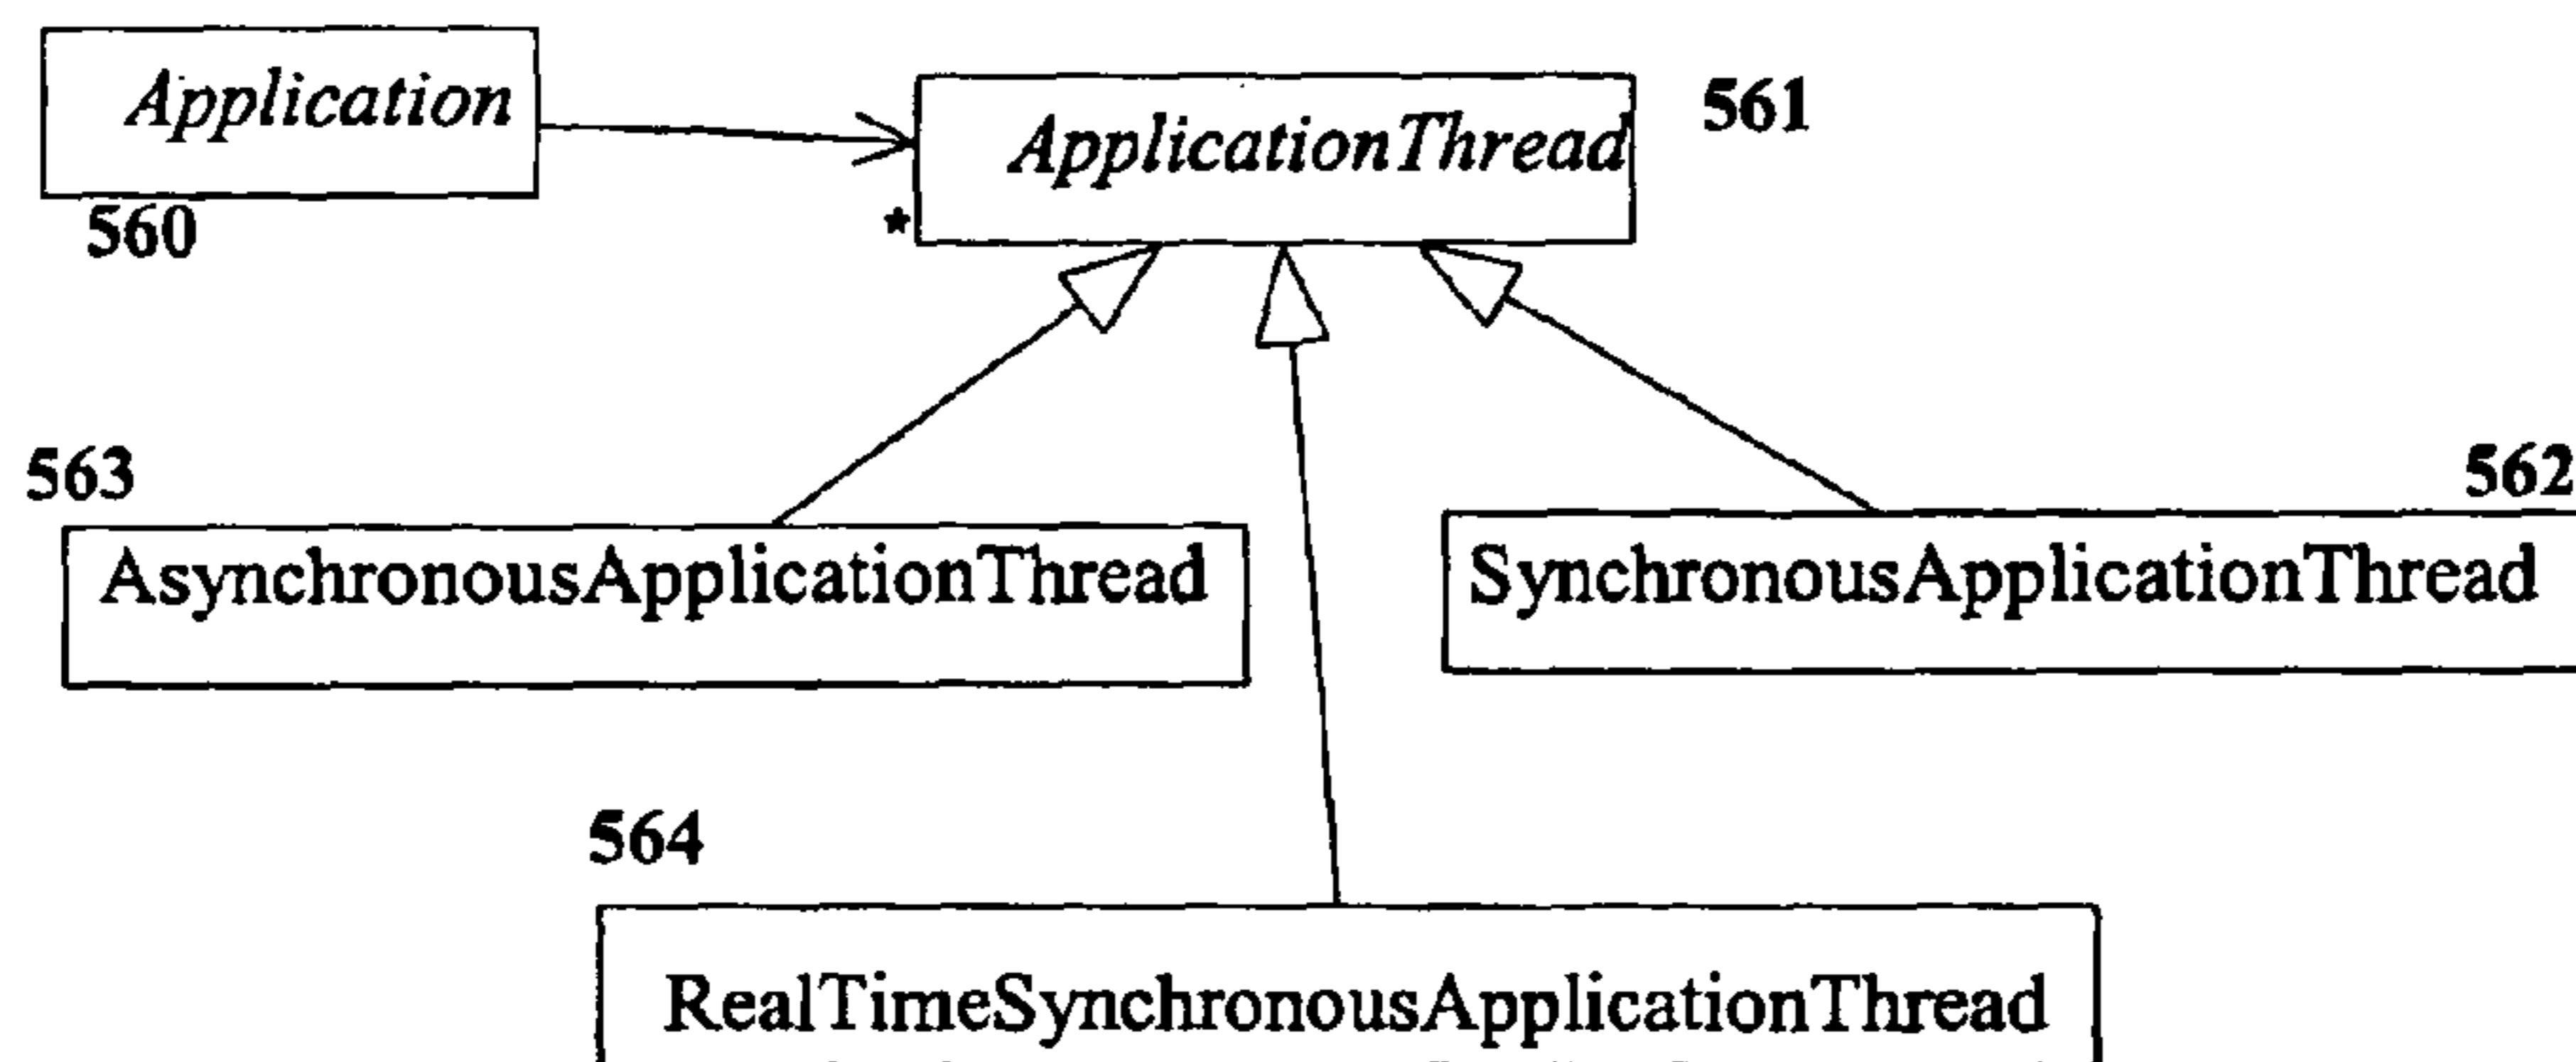 Application
560
ApplicationThread
561
*
563
AsynchronousApplicationThread
562
SynchronousApplicationThread
564
RealTimeSynchronousApplicationThread